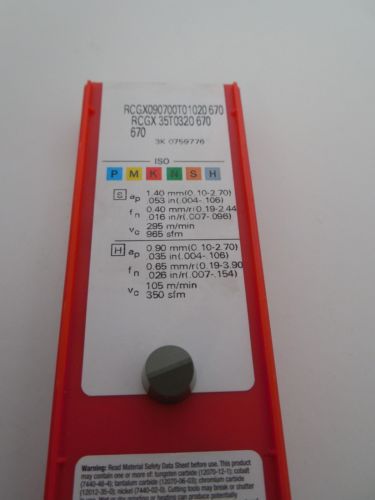 RCGX090700T01020 670
RCGX 35T0320 670
670
3K 0759776
ISO
P M K N S H
S ap 1.40 mm(0.10-2.70)
.053 in(.004-.106)
fn 0.40 mm/r(0.19-2.44
.016 in/r(.007-.096)
vc 295 m/min
965 sfm
H ap 0.90 mm(0.10-2.70)
.035 in(.004-.106)
fn 0.65 mm/r(0.19-3.90
.026 in/r(.007-.154)
vc 105 m/min
350 sfm
Warning: Read Material Safety Data Sheet before use. This product
may contain one or more of: tungsten carbide (12070-12-1); cobalt
(7440-48-4); tantalum carbide (12070-06-03); chromium carbide
(12012-35-0); nickel (7440-02-0). Cutting tools may break or shatter